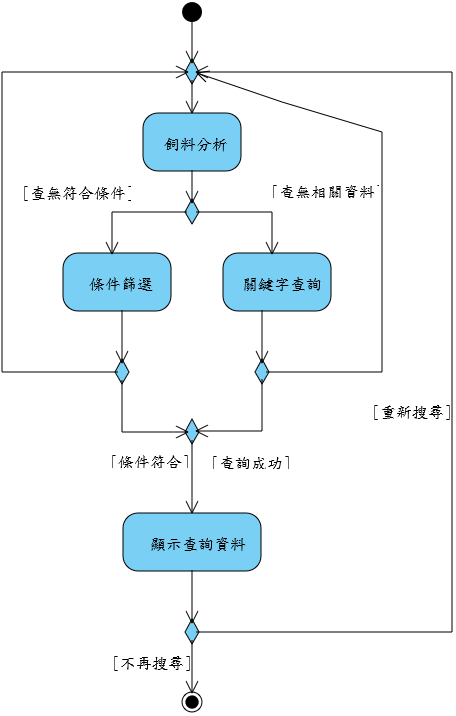 飼料分析
[查無符合條件]
[查無相關資料]
條件篩選
關鍵字查詢
[重新搜尋]
[條件符合]
[查詢成功]
顯示查詢資料
[不再搜尋]